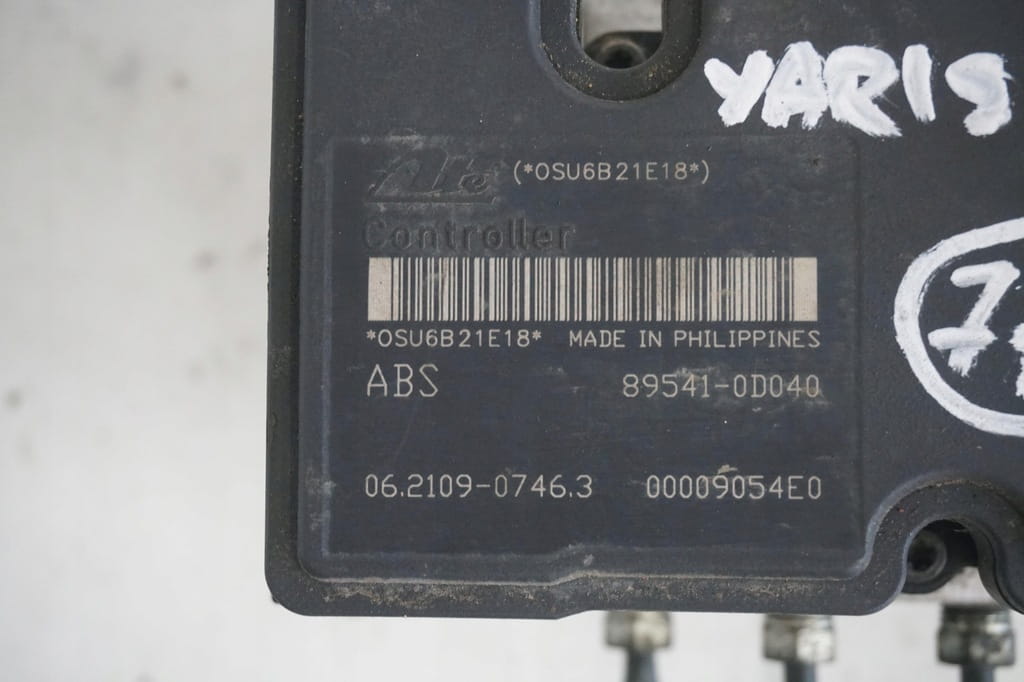 YARIS
Ate (*OSU6B21E18*)
Controller
*OSU6B21E18* MADE IN PHILIPPINES
ABS 89541-0D040
06.2109-0746.3 00009054E0